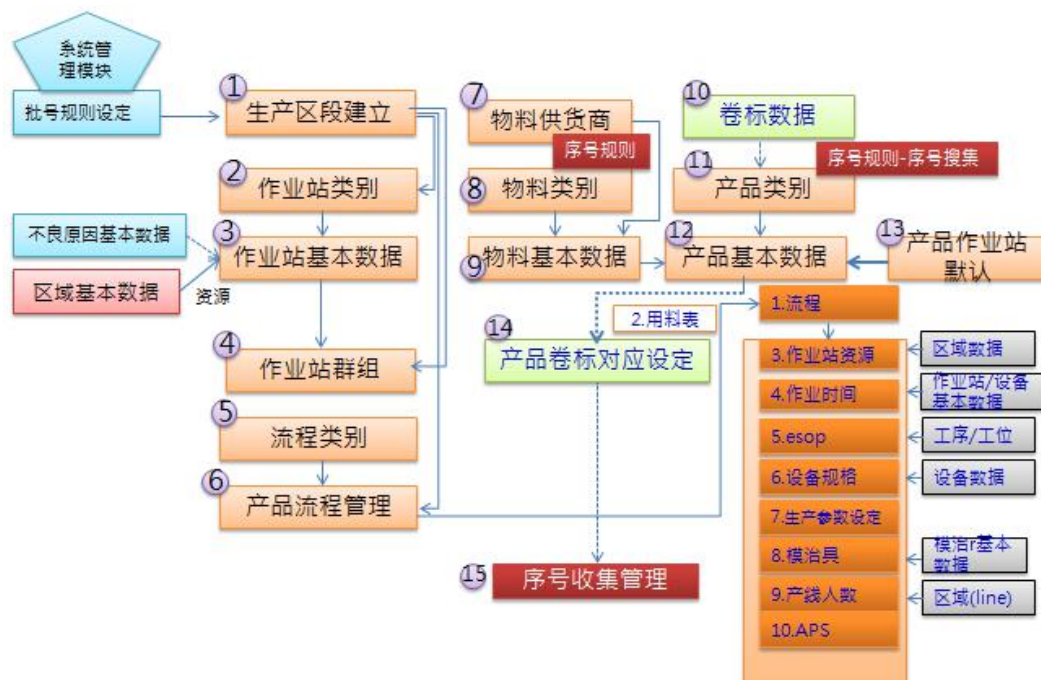 系统管
理模块
批号规则设定
1
生产区段建立
7
物料供货商
序号规则
10
卷标数据
序号规则-序号搜集
2
作业站类别
8
物料类别
11
产品类别
不良原因基本数据
3
作业站基本数据
9
物料基本数据
12
产品基本数据
13
产品作业站
默认
区域基本数据
资源
1.流程
2.用料表
14
产品卷标对应设定
4
作业站群组
3.作业站资源
区域数据
4.作业时间
作业站/设备
基本数据
5
流程类别
5.esop
工序/工位
6
产品流程管理
6.设备规格
设备数据
7.生产参数设定
8.模治具
模治r基本
数据
15
序号收集管理
9.产线人数
区域(line)
10.APS